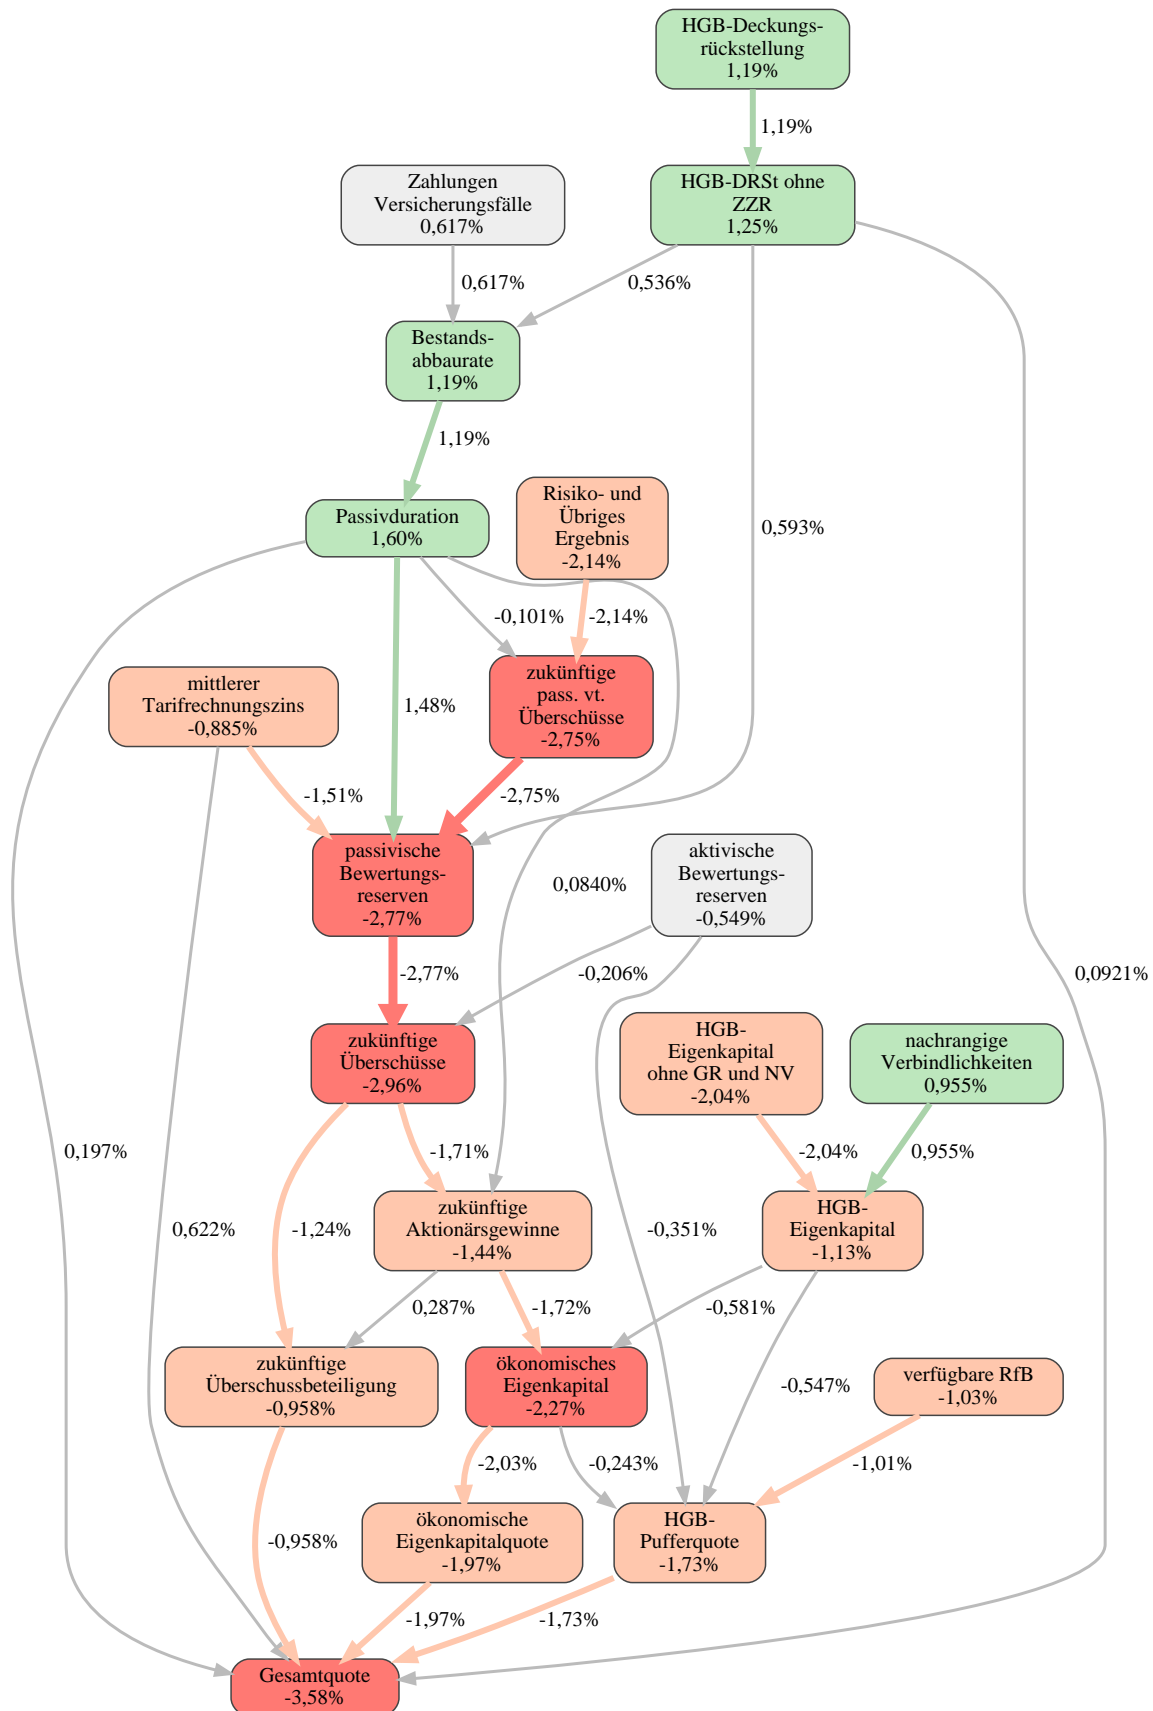 HGB-Deckungs-
rückstellung
1,19%
1,19%
Zahlungen
Versicherungsfälle
0,617%
HGB-DRSt ohne
ZZR
1,25%
0,617%
0,536%
Bestands-
abbaurate
1,19%
1,19%
Risiko- und
Übriges
Ergebnis
-2,14%
Passivduration
1,60%
0,593%
-0,101%
-2,14%
mittlerer
Tarifrechnungszins
-0,885%
zukünftige
pass. vt.
Überschüsse
-2,75%
1,48%
-1,51%
-2,75%
passivische
Bewertungs-
reserven
-2,77%
0,0840%
aktivische
Bewertungs-
reserven
-0,549%
-2,77%
-0,206%
0,0921%
zukünftige
Überschüsse
-2,96%
HGB-
Eigenkapital
ohne GR und NV
-2,04%
nachrangige
Verbindlichkeiten
0,955%
0,197%
-1,71%
-2,04%
0,955%
0,622%
-1,24%
zukünftige
Aktionärsgewinne
-1,44%
-0,351%
HGB-
Eigenkapital
-1,13%
0,287%
-1,72%
-0,581%
zukünftige
Überschussbeteiligung
-0,958%
ökonomisches
Eigenkapital
-2,27%
-0,547%
verfügbare RfB
-1,03%
-2,03%
-0,243%
-1,01%
-0,958%
ökonomische
Eigenkapitalquote
-1,97%
HGB-
Pufferquote
-1,73%
-1,97%
-1,73%
Gesamtquote
-3,58%